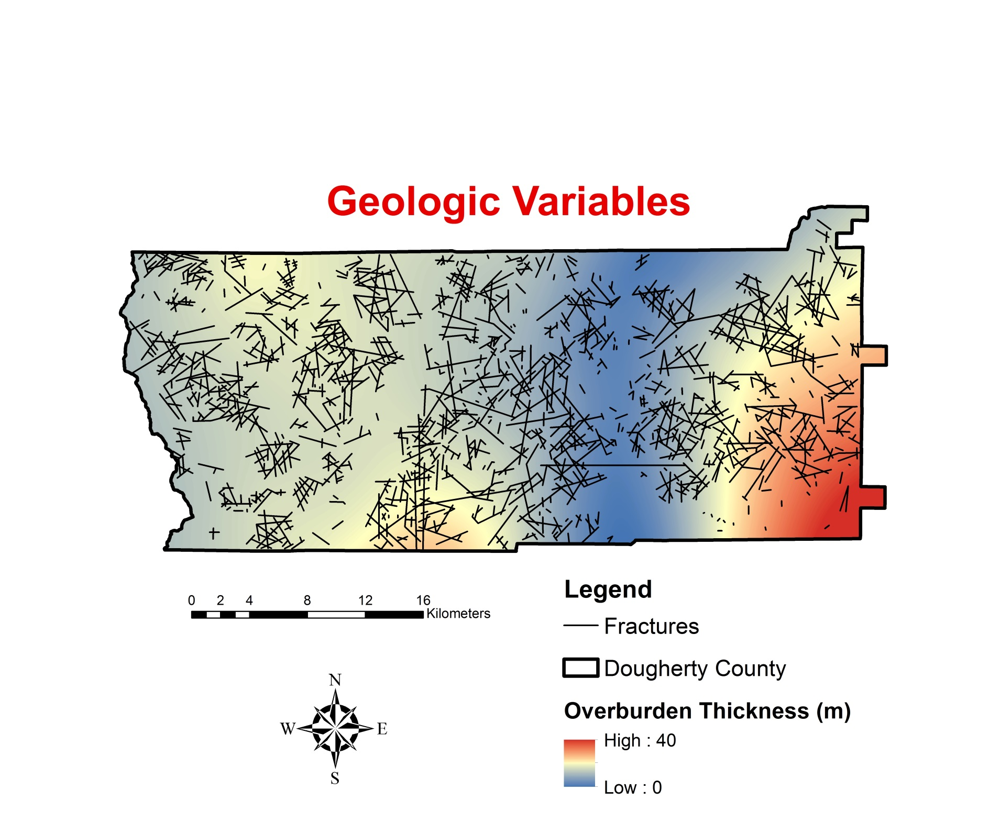 Geologic Variables
0 2 4 8 12 16
Kilometers
N
W E
S
Legend
Fractures
Dougherty County
Overburden Thickness (m)
High : 40
Low : 0